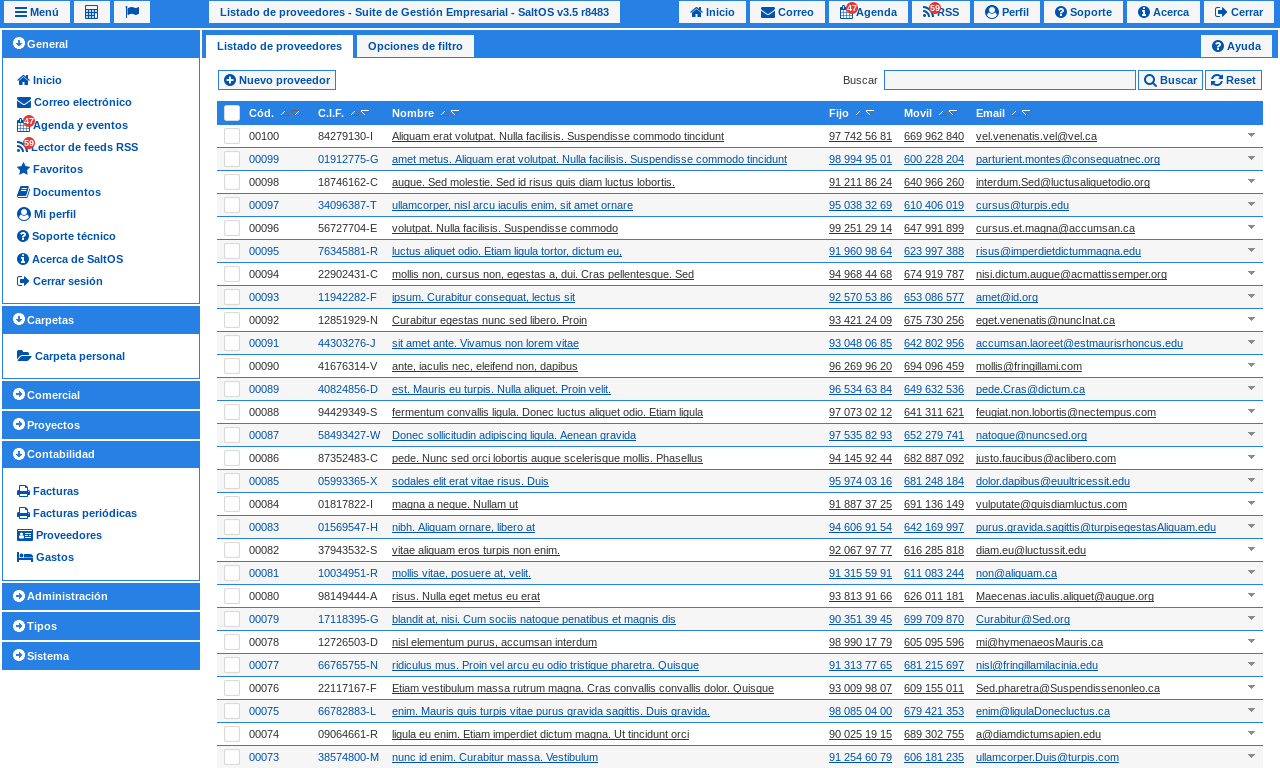 Menú
Listado de proveedores - Suite de Gestión Empresarial - SaltOS v3.5 r8483
Inicio
Correo
47 Agenda
59 RSS
Perfil
Soporte
Acerca
Cerrar
General
Inicio
Correo electrónico
47 Agenda y eventos
59 Lector de feeds RSS
Favoritos
Documentos
Mi perfil
Soporte técnico
Acerca de SaltOS
Cerrar sesión
Carpetas
Carpeta personal
Comercial
Proyectos
Contabilidad
Facturas
Facturas periódicas
Proveedores
Gastos
Administración
Tipos
Sistema
Listado de proveedores
Opciones de filtro
Ayuda
Nuevo proveedor
Buscar
Buscar
Reset
Cód. C.I.F. Nombre Fijo Movil Email
00100 84279130-I Aliquam erat volutpat. Nulla facilisis. Suspendisse commodo tincidunt 97 742 56 81 669 962 840 vel.venenatis.vel@vel.ca
00099 01912775-G amet metus. Aliquam erat volutpat. Nulla facilisis. Suspendisse commodo tincidunt 98 994 95 01 600 228 204 parturient.montes@consequatnec.org
00098 18746162-C augue. Sed molestie. Sed id risus quis diam luctus lobortis. 91 211 86 24 640 966 260 interdum.Sed@luctusaliquetodio.org
00097 34096387-T ullamcorper, nisl arcu iaculis enim, sit amet ornare 95 038 32 69 610 406 019 cursus@turpis.edu
00096 56727704-E volutpat. Nulla facilisis. Suspendisse commodo 99 251 29 14 647 991 899 cursus.et.magna@accumsan.ca
00095 76345881-R luctus aliquet odio. Etiam ligula tortor, dictum eu, 91 960 98 64 623 997 388 risus@imperdietdictummagna.edu
00094 22902431-C mollis non, cursus non, egestas a, dui. Cras pellentesque. Sed 94 968 44 68 674 919 787 nisi.dictum.augue@acmattissemper.org
00093 11942282-F ipsum. Curabitur consequat, lectus sit 92 570 53 86 653 086 577 amet@id.org
00092 12851929-N Curabitur egestas nunc sed libero. Proin 93 421 24 09 675 730 256 eget.venenatis@nuncInat.ca
00091 44303276-J sit amet ante. Vivamus non lorem vitae 93 048 06 85 642 802 956 accumsan.laoreet@estmaurisrhoncus.edu
00090 41676314-V ante, iaculis nec, eleifend non, dapibus 96 269 96 20 694 096 459 mollis@fringillami.com
00089 40824856-D est. Mauris eu turpis. Nulla aliquet. Proin velit. 96 534 63 84 649 632 536 pede.Cras@dictum.ca
00088 94429349-S fermentum convallis ligula. Donec luctus aliquet odio. Etiam ligula 97 073 02 12 641 311 621 feugiat.non.lobortis@nectempus.com
00087 58493427-W Donec sollicitudin adipiscing ligula. Aenean gravida 97 535 82 93 652 279 741 natoque@nuncsed.org
00086 87352483-C pede. Nunc sed orci lobortis augue scelerisque mollis. Phasellus 94 145 92 44 682 887 092 justo.faucibus@aclibero.com
00085 05993365-X sodales elit erat vitae risus. Duis 95 974 03 16 681 248 184 dolor.dapibus@euultricessit.edu
00084 01817822-I magna a neque. Nullam ut 91 887 37 25 691 136 149 vulputate@quisdiamluctus.com
00083 01569547-H nibh. Aliquam ornare, libero at 94 606 91 54 642 169 997 purus.gravida.sagittis@turpisegestasAliquam.edu
00082 37943532-S vitae aliquam eros turpis non enim. 92 067 97 77 616 285 818 diam.eu@luctussit.edu
00081 10034951-R mollis vitae, posuere at, velit. 91 315 59 91 611 083 244 non@aliquam.ca
00080 98149444-A risus. Nulla eget metus eu erat 93 813 91 66 626 011 181 Maecenas.iaculis.aliquet@augue.org
00079 17118395-G blandit at, nisi. Cum sociis natoque penatibus et magnis dis 90 351 39 45 699 709 870 Curabitur@Sed.org
00078 12726503-D nisl elementum purus, accumsan interdum 98 990 17 79 605 095 596 mi@hymenaeosMauris.ca
00077 66765755-N ridiculus mus. Proin vel arcu eu odio tristique pharetra. Quisque 91 313 77 65 681 215 697 nisl@fringillamilacinia.edu
00076 22117167-F Etiam vestibulum massa rutrum magna. Cras convallis convallis dolor. Quisque 93 009 98 07 609 155 011 Sed.pharetra@Suspendissenonleo.ca
00075 66782883-L enim. Mauris quis turpis vitae purus gravida sagittis. Duis gravida. 98 085 04 00 679 421 353 enim@ligulaDonecluctus.ca
00074 09064661-R ligula eu enim. Etiam imperdiet dictum magna. Ut tincidunt orci 90 025 19 15 689 302 755 a@diamdictumsapien.edu
00073 38574800-M nunc id enim. Curabitur massa. Vestibulum 91 254 60 79 606 181 235 ullamcorper.Duis@turpis.com